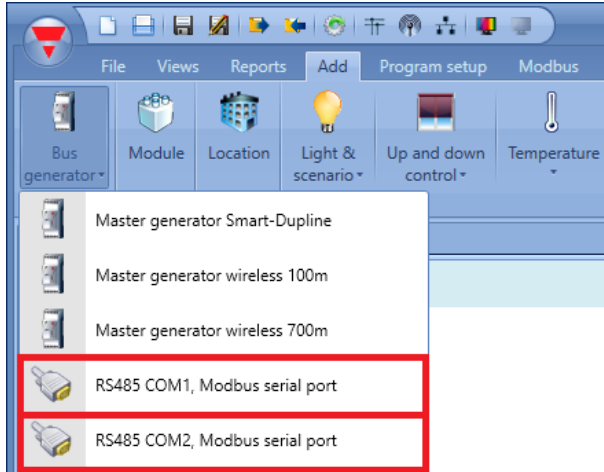 File Views Reports Add Program setup Modbus
Bus generator Module Location Light & scenario Up and down control Temperature
Master generator Smart-Dupline
Master generator wireless 100m
Master generator wireless 700m
RS485 COM1, Modbus serial port
RS485 COM2, Modbus serial port